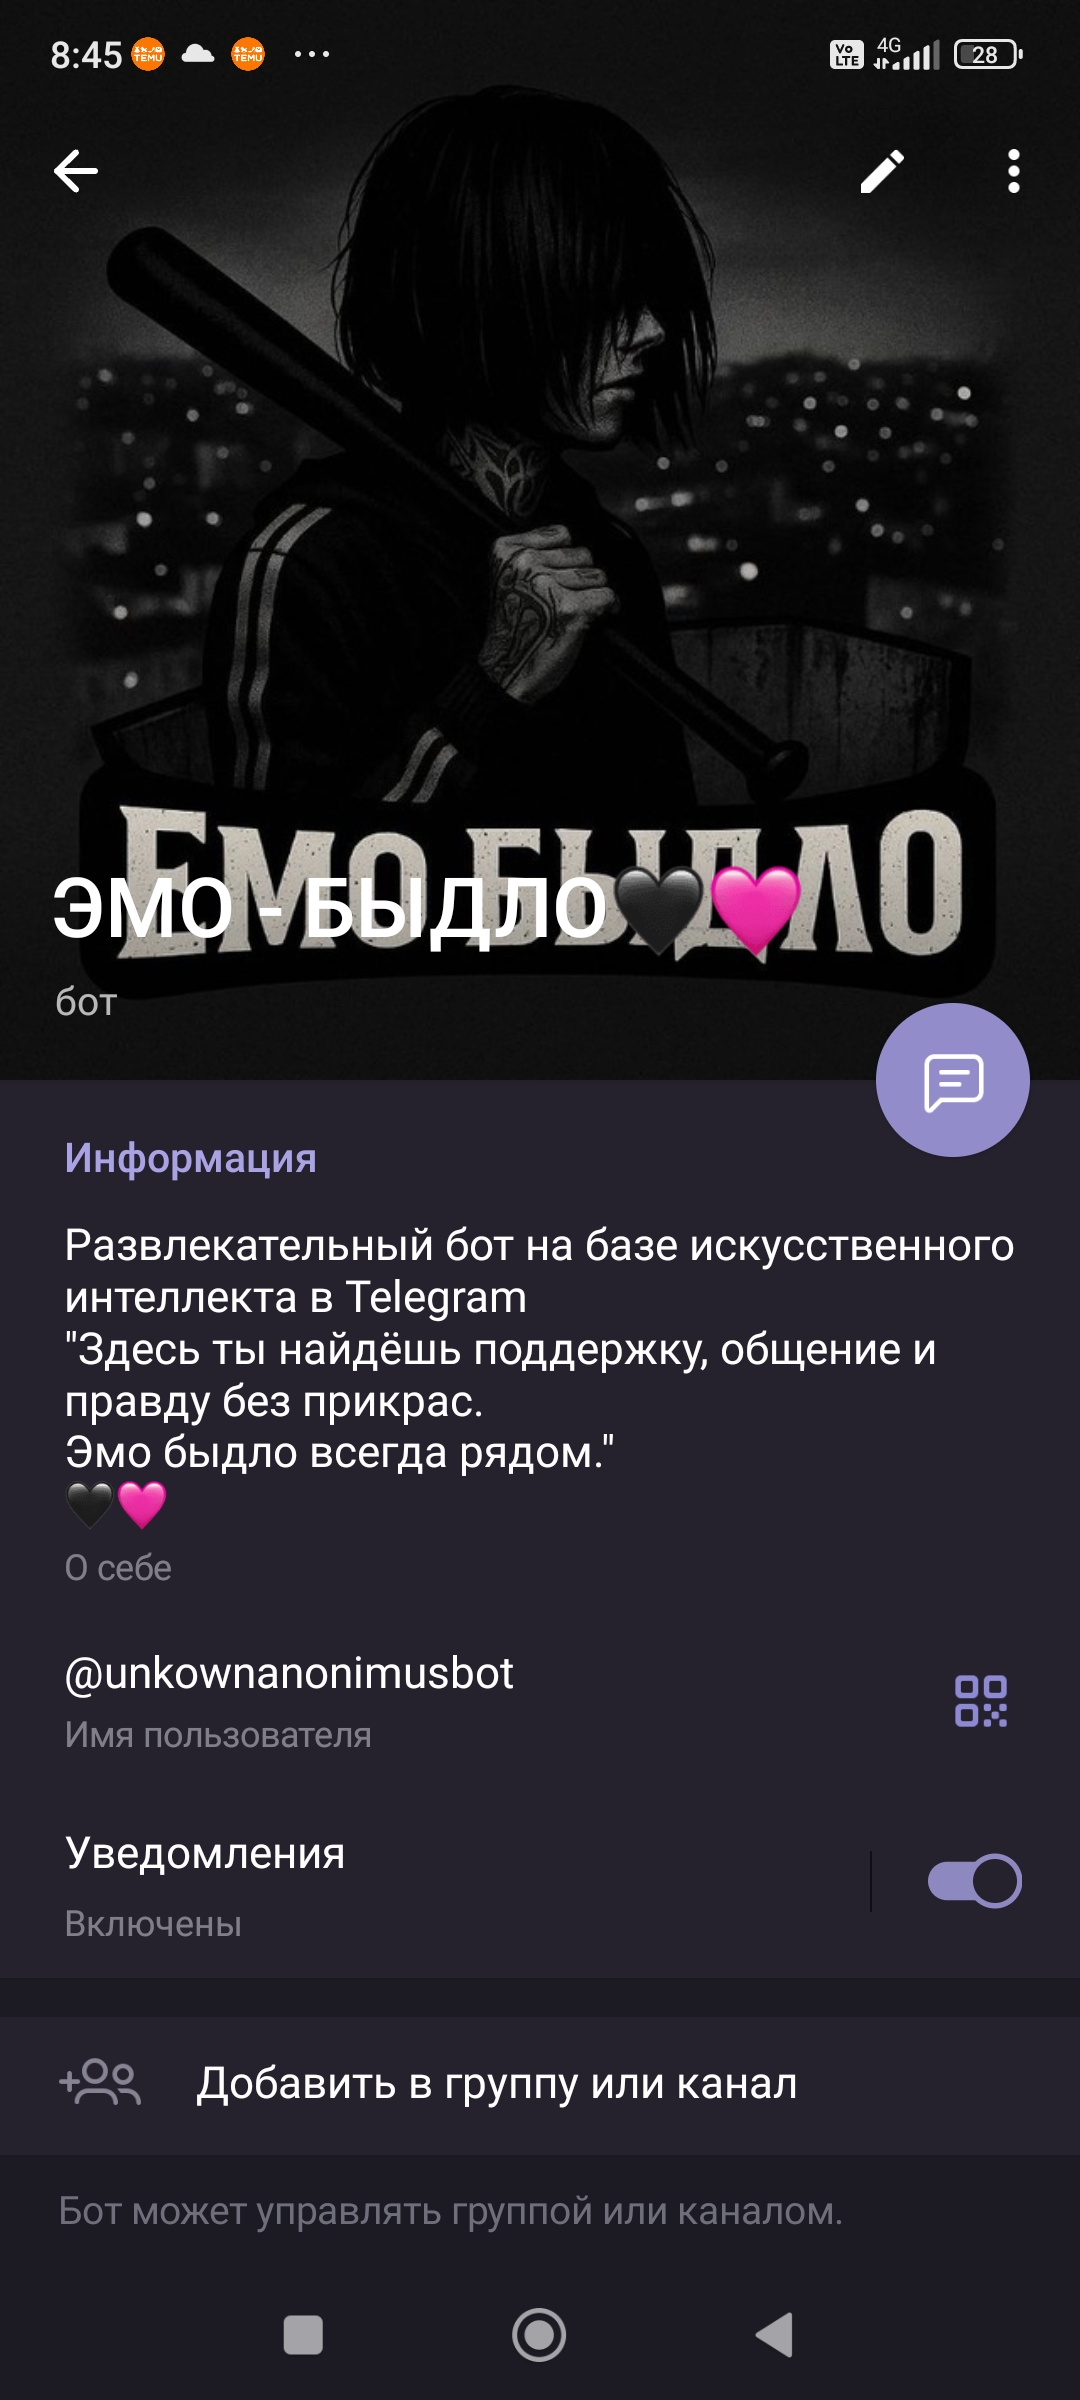 8:45
TEMU
TEMU
Vo LTE
4G
28
ЕМО БЫДЛО
ЭМО - БЫДЛО🖤🩷
бот
Информация
Развлекательный бот на базе искусственного
интеллекта в Telegram
"Здесь ты найдёшь поддержку, общение и
правду без прикрас.
Эмо быдло всегда рядом."
🖤🩷
О себе
@unkownanonimusbot
Имя пользователя
Уведомления
Включены
Добавить в группу или канал
Бот может управлять группой или каналом.